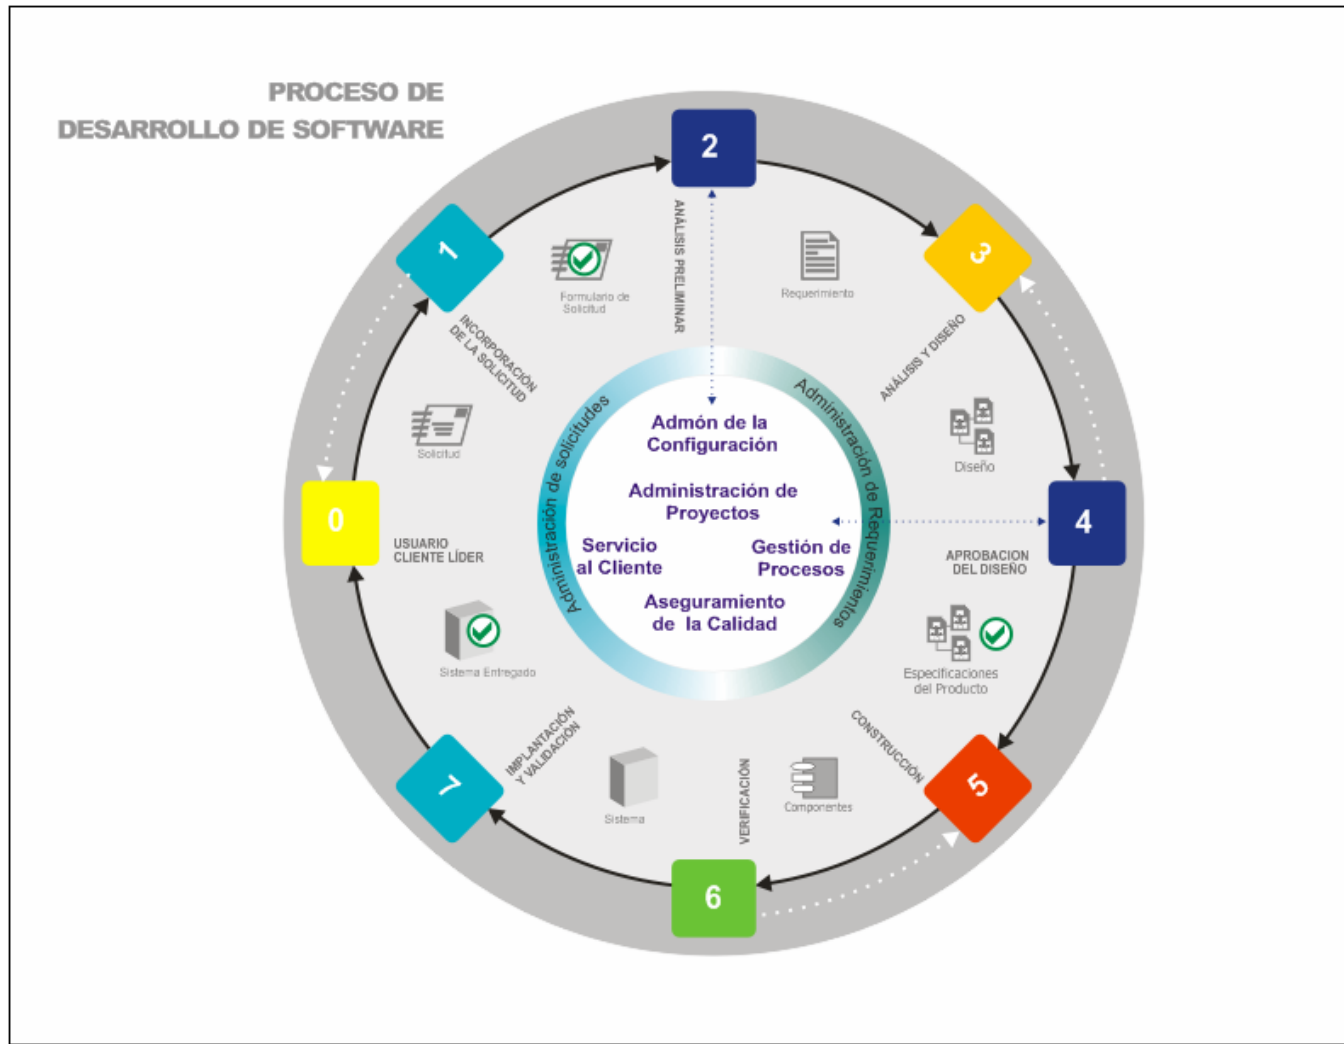 PROCESO DE
DESARROLLO DE SOFTWARE
2
1
3
ANÁLISIS PRELIMINAR
Formulario de
Solicitud
Requerimiento
INCORPORACIÓN
DE LA SOLICITUD
ANÁLISIS Y DISEÑO
Solicitud
Diseño
Administración de solicitudes
Administración de Requerimientos
Admón de la
Configuración
Administración de
Proyectos
Servicio
al Cliente
Gestión de
Procesos
Aseguramiento
de la Calidad
0
USUARIO
CLIENTE LÍDER
4
APROBACION
DEL DISEÑO
Sistema Entregado
Especificaciones
del Producto
IMPLANTACIÓN
Y VALIDACIÓN
CONSTRUCCIÓN
7
5
Sistema
VERIFICACIÓN
Componentes
6